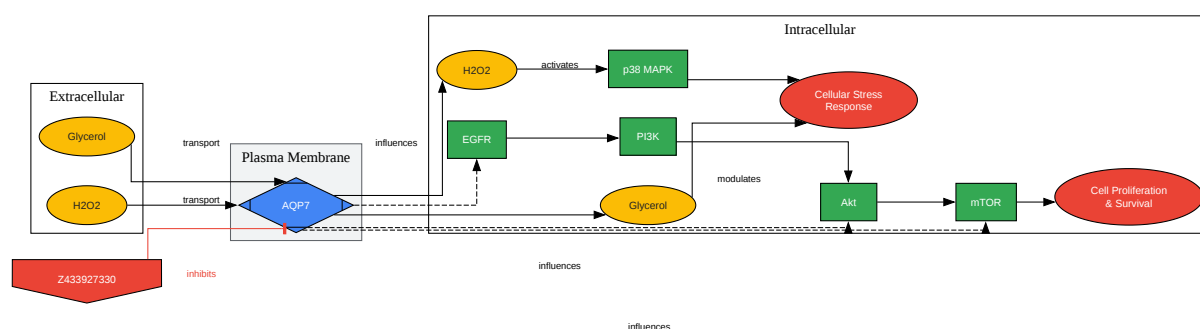 Intracellular
Extracellular
Glycerol
H2O2
transport
transport
Plasma Membrane
AQP7
influences
H2O2
activates
p38 MAPK
Cellular Stress
Response
EGFR
PI3K
modulates
Glycerol
Akt
mTOR
Cell Proliferation
& Survival
Z433927330
inhibits
influences
influences